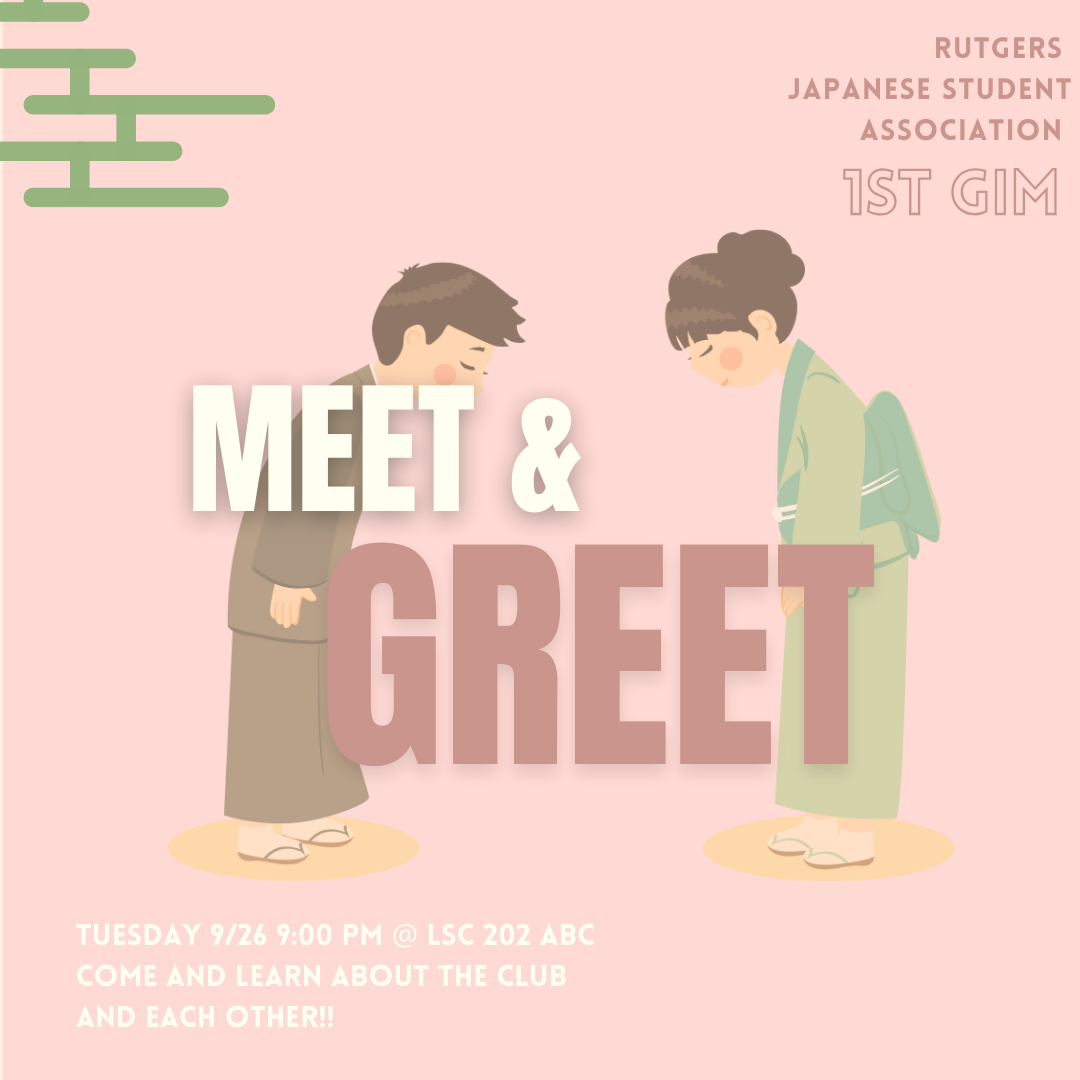 RUTGERS
JAPANESE STUDENT
ASSOCIATION
1ST GIM
MEET &
GREET
TUESDAY 9/26 9:00 PM @ LSC 202 ABC
COME AND LEARN ABOUT THE CLUB
AND EACH OTHER!!